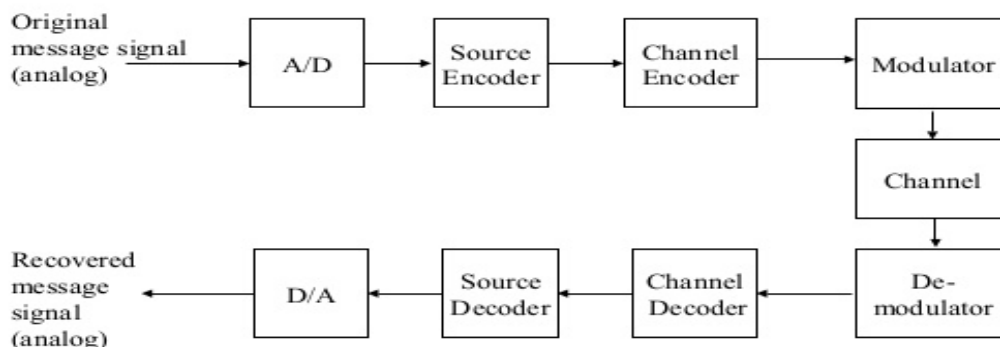 Original
message signal
(analog)
A/D
Source
Encoder
Channel
Encoder
Modulator
Channel
De-
modulator
Channel
Decoder
Source
Decoder
D/A
Recovered
message
signal
(analog)